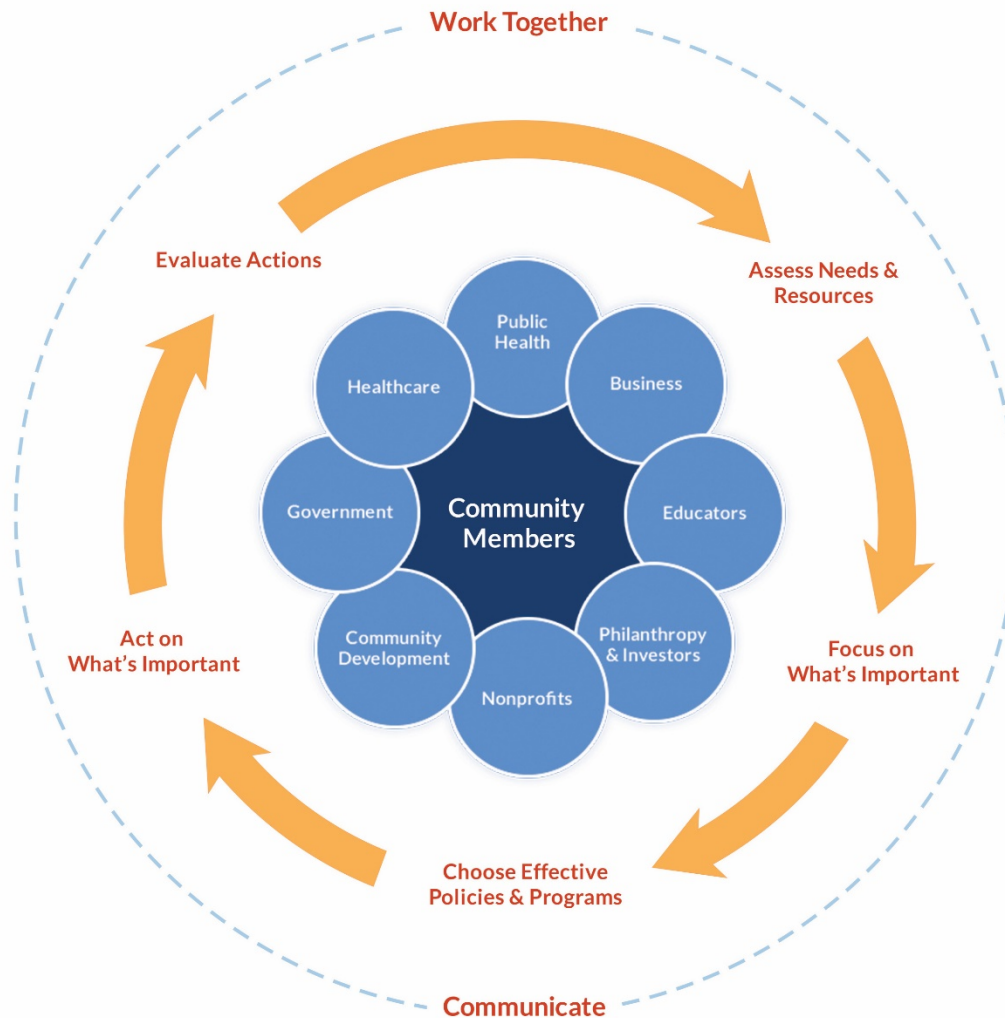 Work Together
Evaluate Actions
Assess Needs &
Resources
Focus on
What’s Important
Choose Effective
Policies & Programs
Act on
What’s Important
Communicate
Public
Health
Business
Educators
Philanthropy
& Investors
Nonprofits
Community
Development
Government
Healthcare
Community
Members